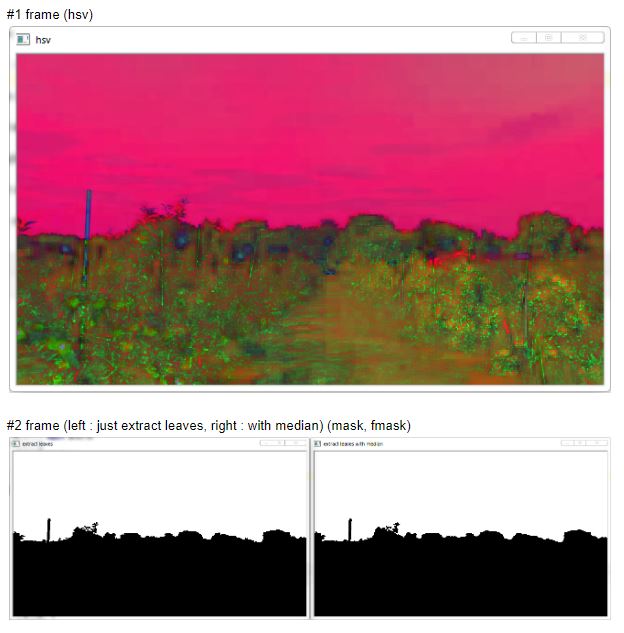 #1 frame (hsv)
hsv
#2 frame (left : just extract leaves, right : with median) (mask, fmask)
extract leaves
extract leaves with median